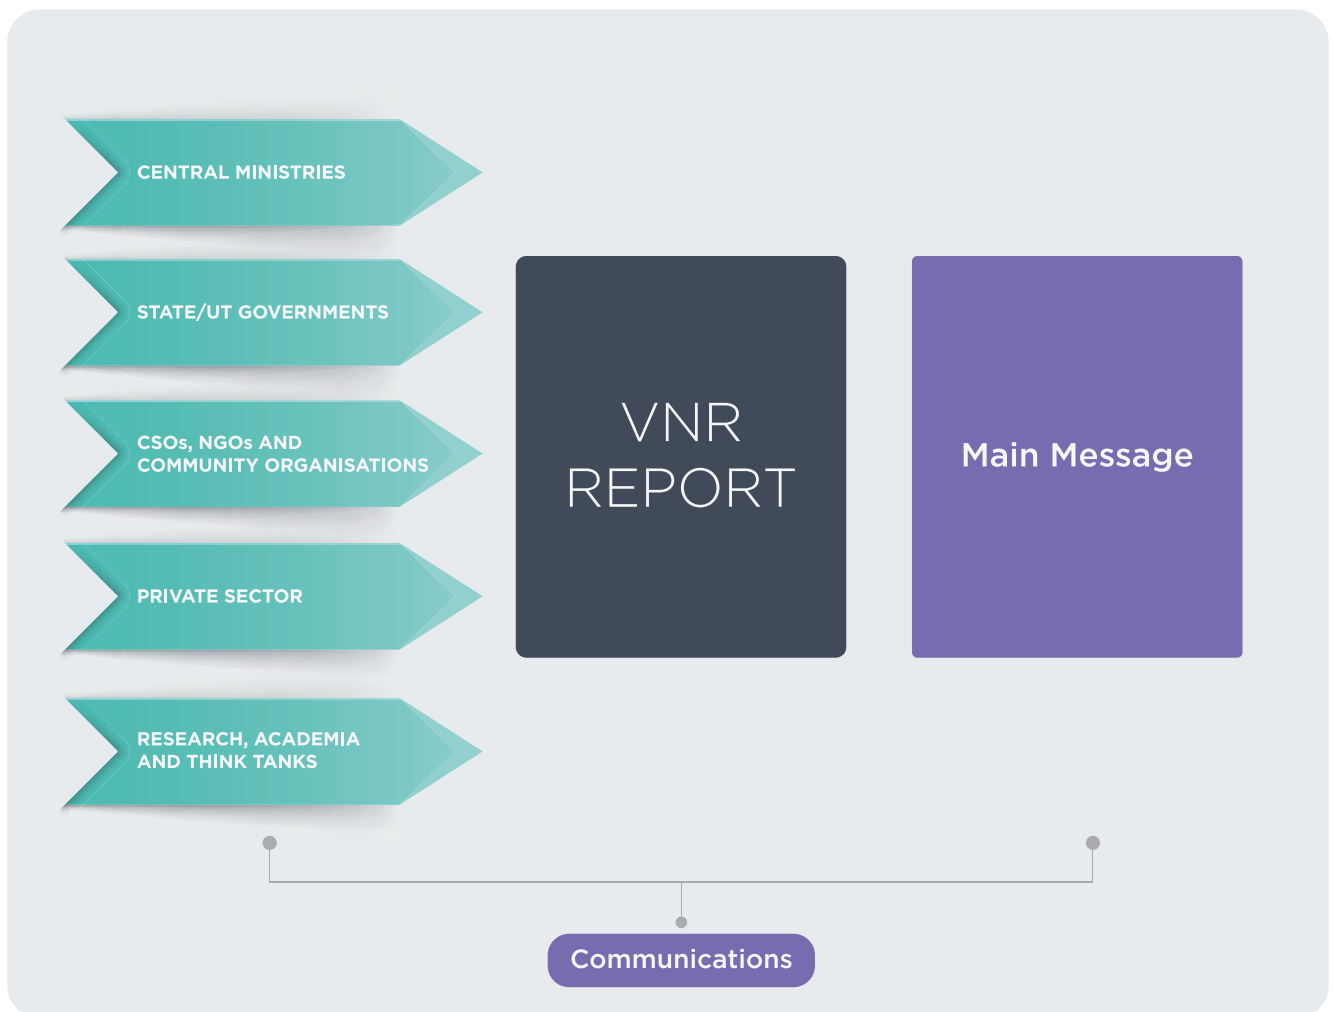 CENTRAL MINISTRIES
STATE/UT GOVERNMENTS
CSOs, NGOs AND
COMMUNITY ORGANISATIONS
PRIVATE SECTOR
RESEARCH, ACADEMIA
AND THINK TANKS
VNR
REPORT
Main Message
Communications